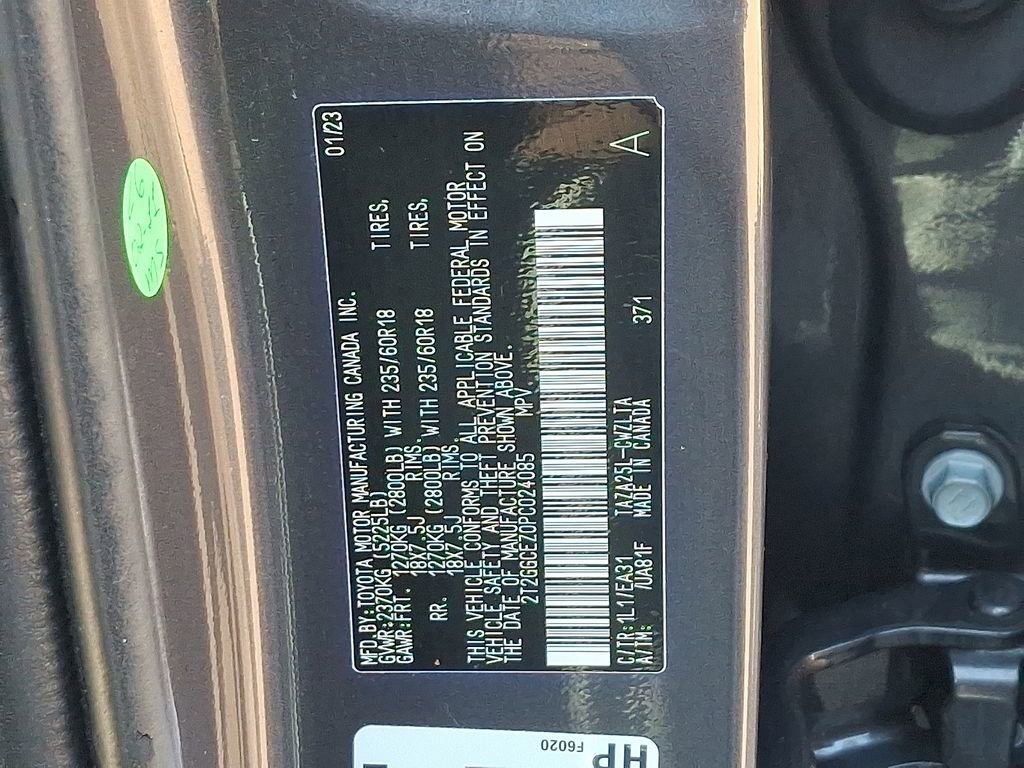 MFD.BY:TOYOTA MOTOR MANUFACTURING CANADA INC. 01/23
GVWR:2370KG (5225LB)
GAWR:FRT. 1270KG (2800LB) WITH 235/60R18 TIRES,
18X7.5J RIMS.
RR. 1270KG (2800LB) WITH 235/60R18 TIRES,
18X7.5J RIMS.
THIS VEHICLE CONFORMS TO ALL APPLICABLE FEDERAL MOTOR
VEHICLE SAFETY AND THEFT PREVENTION STANDARDS IN EFFECT ON
THE DATE OF MANUFACTURE SHOWN ABOVE.
2T2GGCEZ0PC024085 MPV
C/TR:1L1/EA31 TAZA25L-CWZLTA 371
A/TM: /UA81F MADE IN CANADA
A
HP
F6020